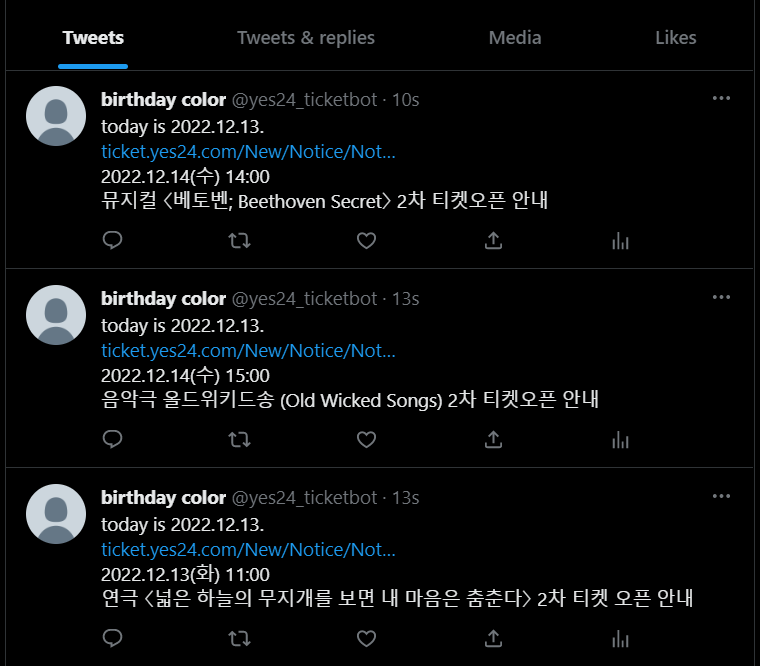 Tweets Tweets & replies Media Likes
birthday color @yes24_ticketbot · 10s
today is 2022.12.13.
ticket.yes24.com/New/Notice/Not...
2022.12.14(수) 14:00
뮤지컬 〈베토벤; Beethoven Secret〉 2차 티켓오픈 안내
birthday color @yes24_ticketbot · 13s
today is 2022.12.13.
ticket.yes24.com/New/Notice/Not...
2022.12.14(수) 15:00
음악극 올드위키드송 (Old Wicked Songs) 2차 티켓오픈 안내
birthday color @yes24_ticketbot · 13s
today is 2022.12.13.
ticket.yes24.com/New/Notice/Not...
2022.12.13(화) 11:00
연극 〈넓은 하늘의 무지개를 보면 내 마음은 춤춘다〉 2차 티켓 오픈 안내